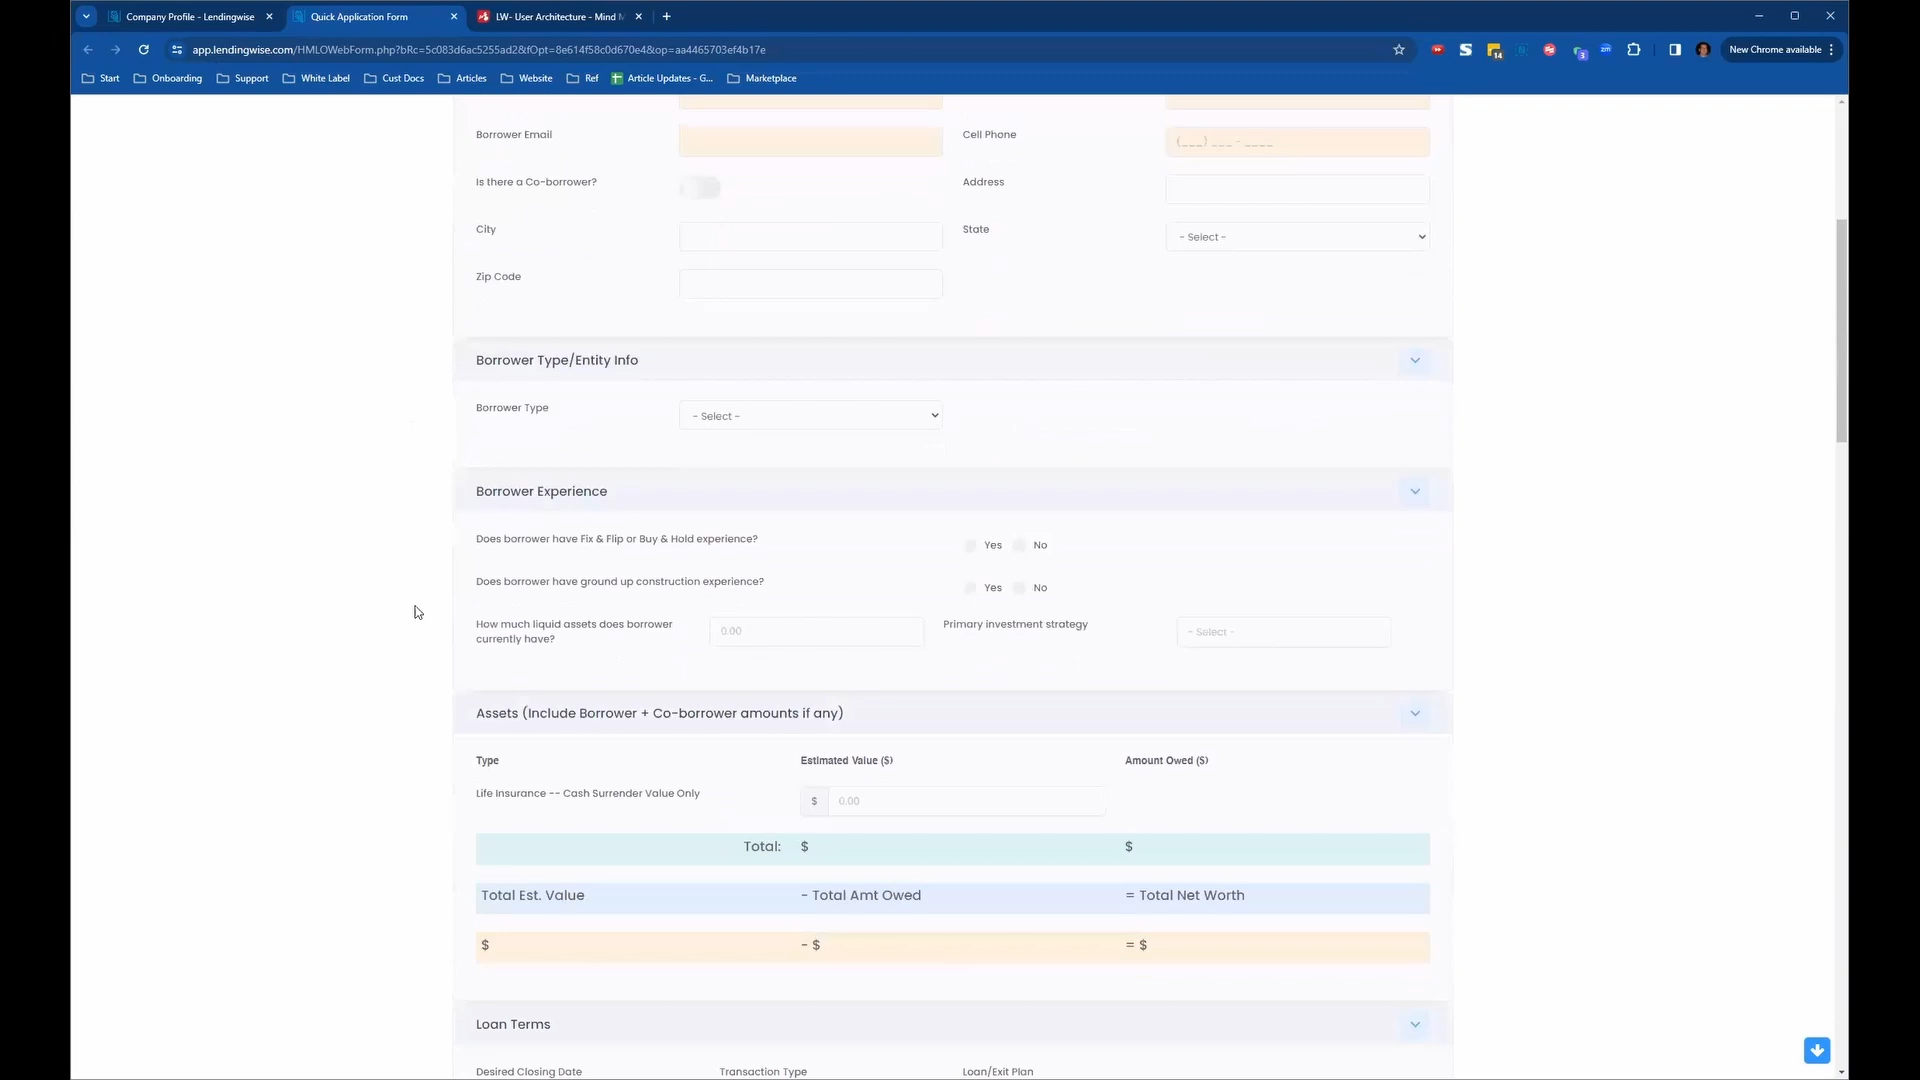 Company Profile - Lendingwise
Quick Application Form
LW- User Architecture - Mind M
app.lendingwise.com/HMLOWebForm.php?bRc=5c083d6ac5255ad2&fOpt=8e614f58c0d670e4&op=aa4465703ef4b17e
14
3
zm
New Chrome available
Start
Onboarding
Support
White Label
Cust Docs
Articles
Website
Ref
Article Updates - G...
Marketplace
Borrower Email
Cell Phone
(___) ___ - ____
Is there a Co-borrower?
Address
City
State
- Select -
Zip Code
Borrower Type/Entity Info
Borrower Type
- Select -
Borrower Experience
Does borrower have Fix & Flip or Buy & Hold experience?
Yes
No
Does borrower have ground up construction experience?
Yes
No
How much liquid assets does borrower
currently have?
0.00
Primary investment strategy
- Select -
Assets (Include Borrower + Co-borrower amounts if any)
Type
Estimated Value ($)
Amount Owed ($)
Life Insurance -- Cash Surrender Value Only
$
0.00
Total:
$
$
Total Est. Value
- Total Amt Owed
= Total Net Worth
$
- $
= $
Loan Terms
Desired Closing Date
Transaction Type
Loan/Exit Plan